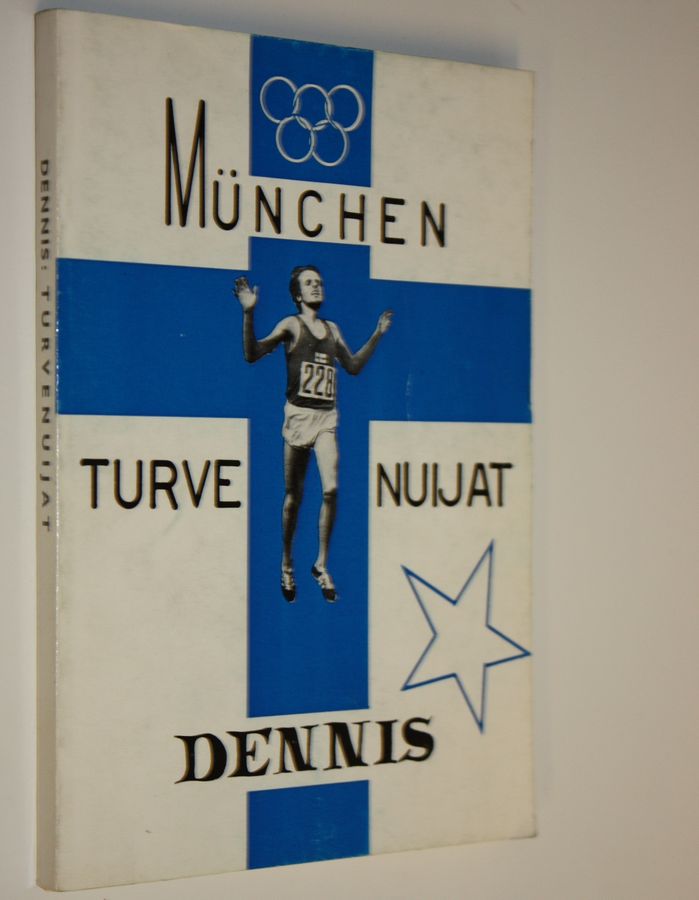 MÜNCHEN
228
TURVE NUIJAT
DENNIS
DENNIS: TURVENUIJAT